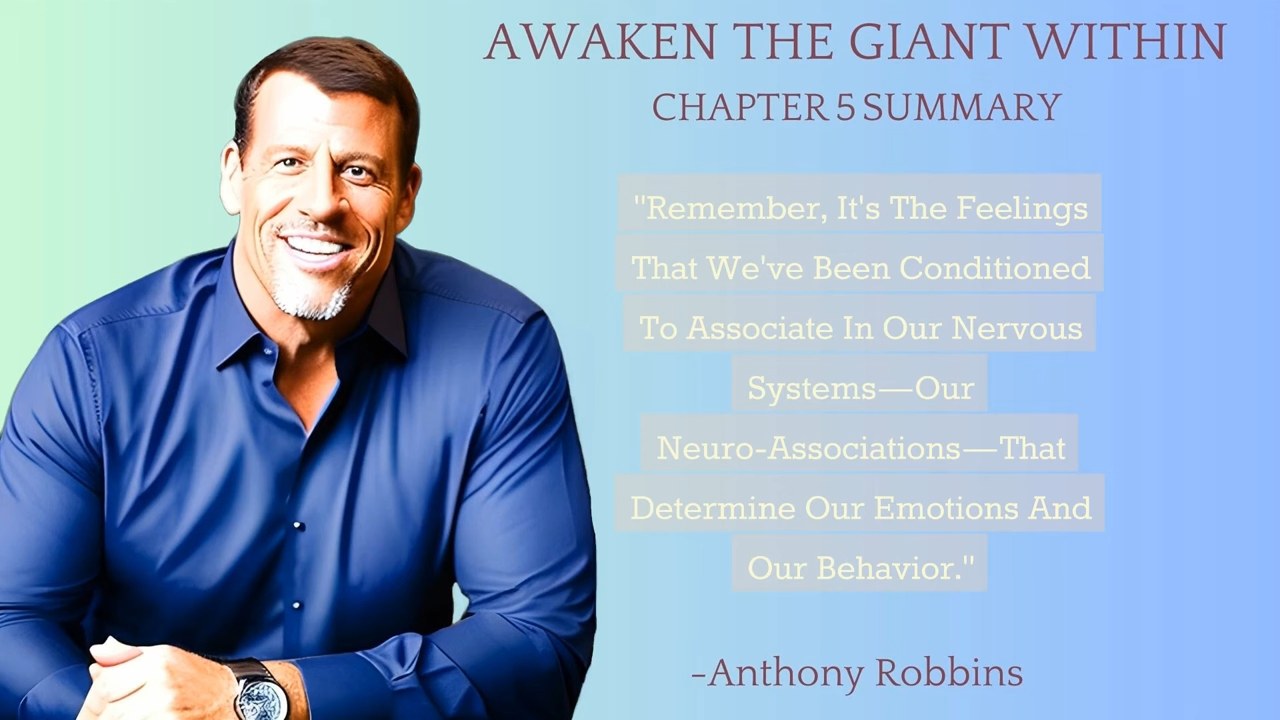 AWAKEN THE GIANT WITHIN
CHAPTER 5 SUMMARY
"Remember, It's The Feelings
That We've Been Conditioned
To Associate In Our Nervous
Systems—Our
Neuro-Associations—That
Determine Our Emotions And
Our Behavior."
–Anthony Robbins